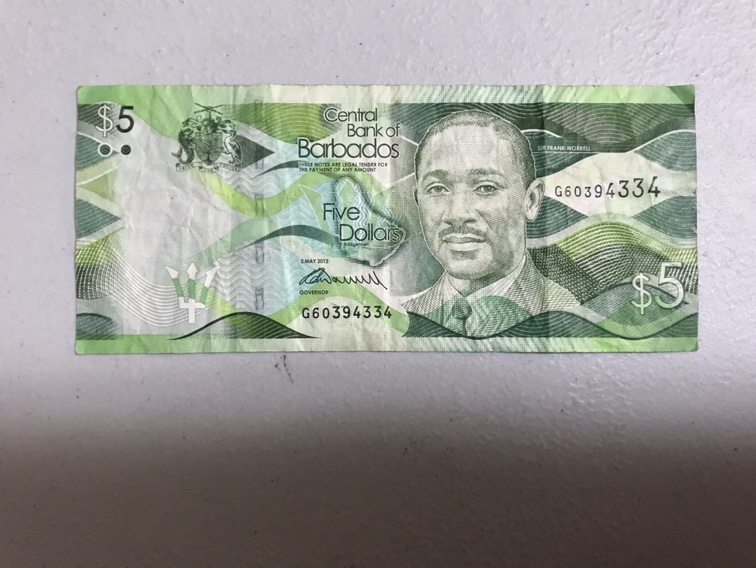 $5
Central
Bank of
Barbados
THESE NOTES ARE LEGAL TENDER FOR
THE PAYMENT OF ANY AMOUNT
SIR FRANK WORRELL
G60394334
Five
Dollars
Bridgetown
2 MAY 2013
GOVERNOR
G60394334
$5